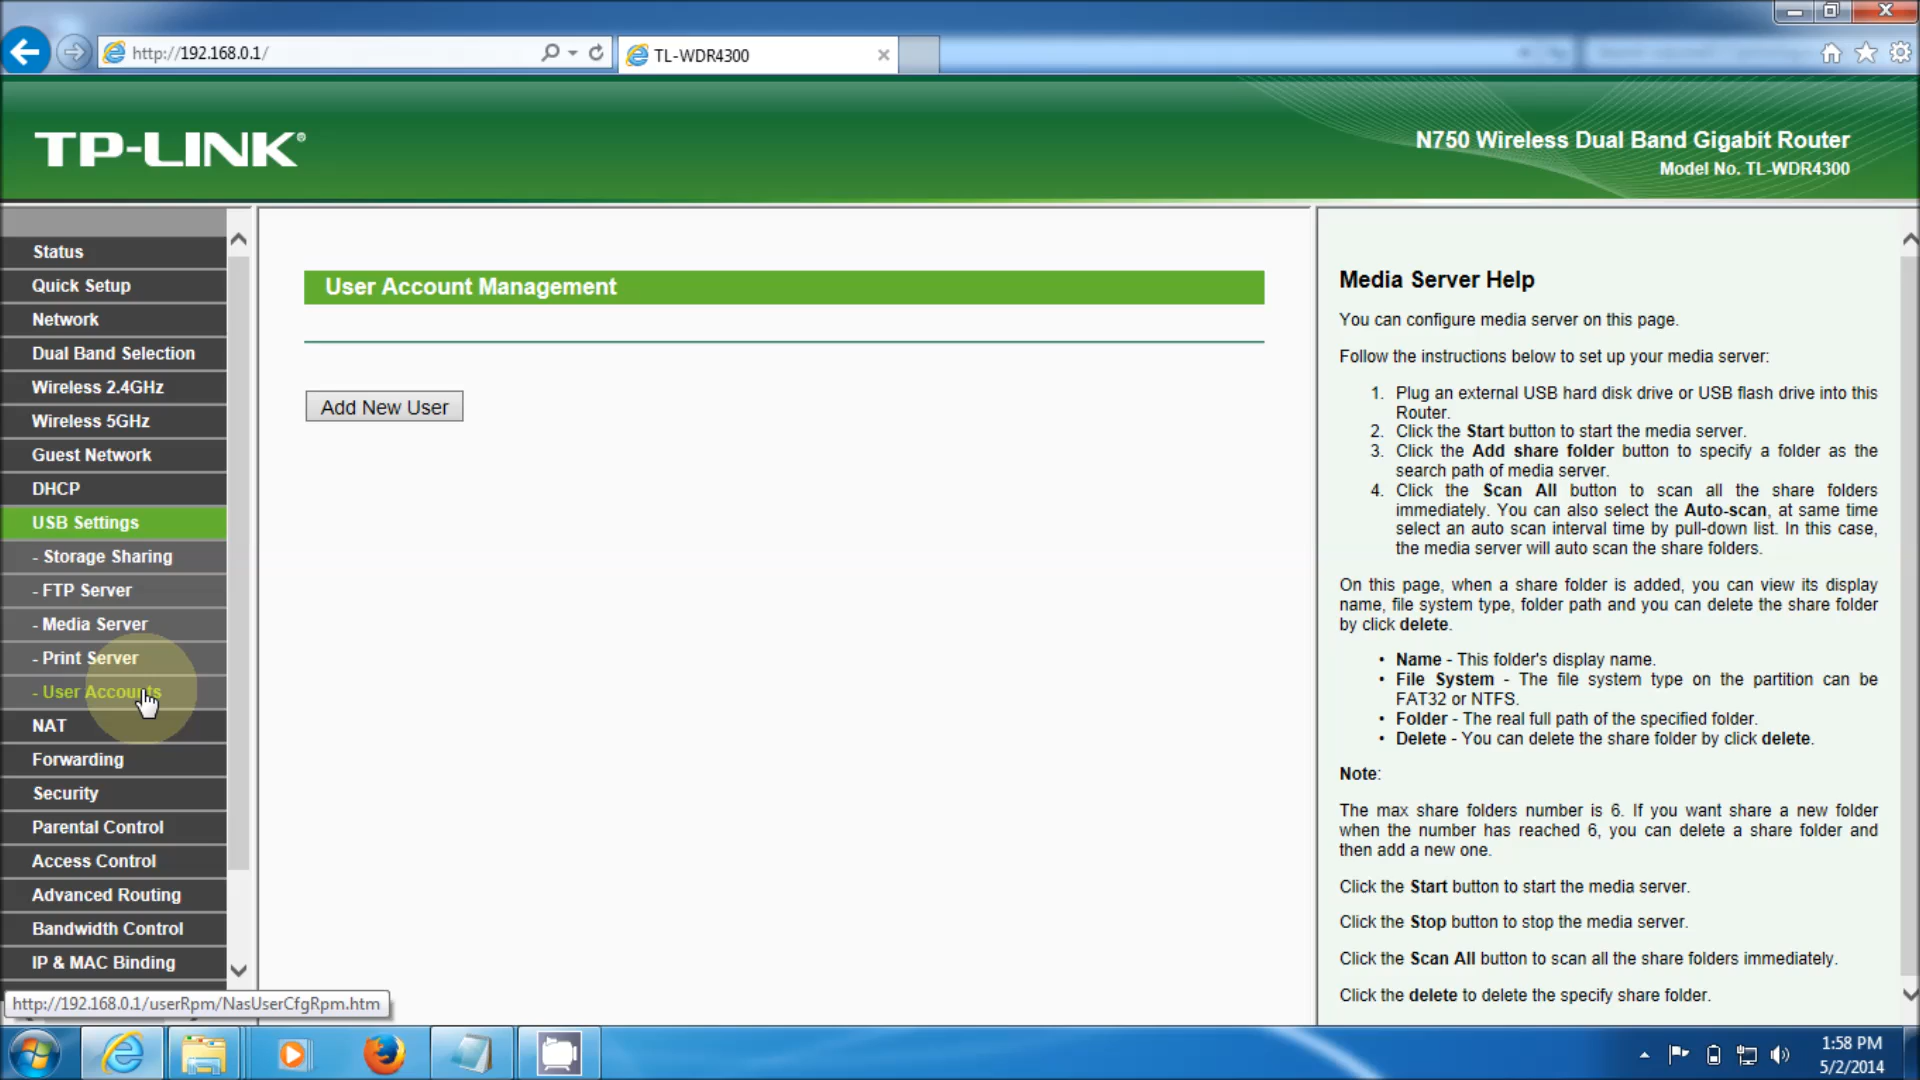 http://192.168.0.1/
TL-WDR4300
TP-LINK®
N750 Wireless Dual Band Gigabit Router
Model No. TL-WDR4300
Status
Quick Setup
Network
Dual Band Selection
Wireless 2.4GHz
Wireless 5GHz
Guest Network
DHCP
USB Settings
- Storage Sharing
- FTP Server
- Media Server
- Print Server
- User Accounts
NAT
Forwarding
Security
Parental Control
Access Control
Advanced Routing
Bandwidth Control
IP & MAC Binding
http://192.168.0.1/userRpm/NasUserCfgRpm.htm
User Account Management
Add New User
Media Server Help
You can configure media server on this page.
Follow the instructions below to set up your media server:
1. Plug an external USB hard disk drive or USB flash drive into this
Router.
2. Click the Start button to start the media server.
3. Click the Add share folder button to specify a folder as the
search path of media server.
4. Click the Scan All button to scan all the share folders
immediately. You can also select the Auto-scan, at same time
select an auto scan interval time by pull-down list. In this case,
the media server will auto scan the share folders.
On this page, when a share folder is added, you can view its display
name, file system type, folder path and you can delete the share folder
by click delete.
• Name - This folder's display name.
• File System - The file system type on the partition can be
FAT32 or NTFS.
• Folder - The real full path of the specified folder.
• Delete - You can delete the share folder by click delete.
Note:
The max share folders number is 6. If you want share a new folder
when the number has reached 6, you can delete a share folder and
then add a new one.
Click the Start button to start the media server.
Click the Stop button to stop the media server.
Click the Scan All button to scan all the share folders immediately.
Click the delete to delete the specify share folder.
1:58 PM
5/2/2014